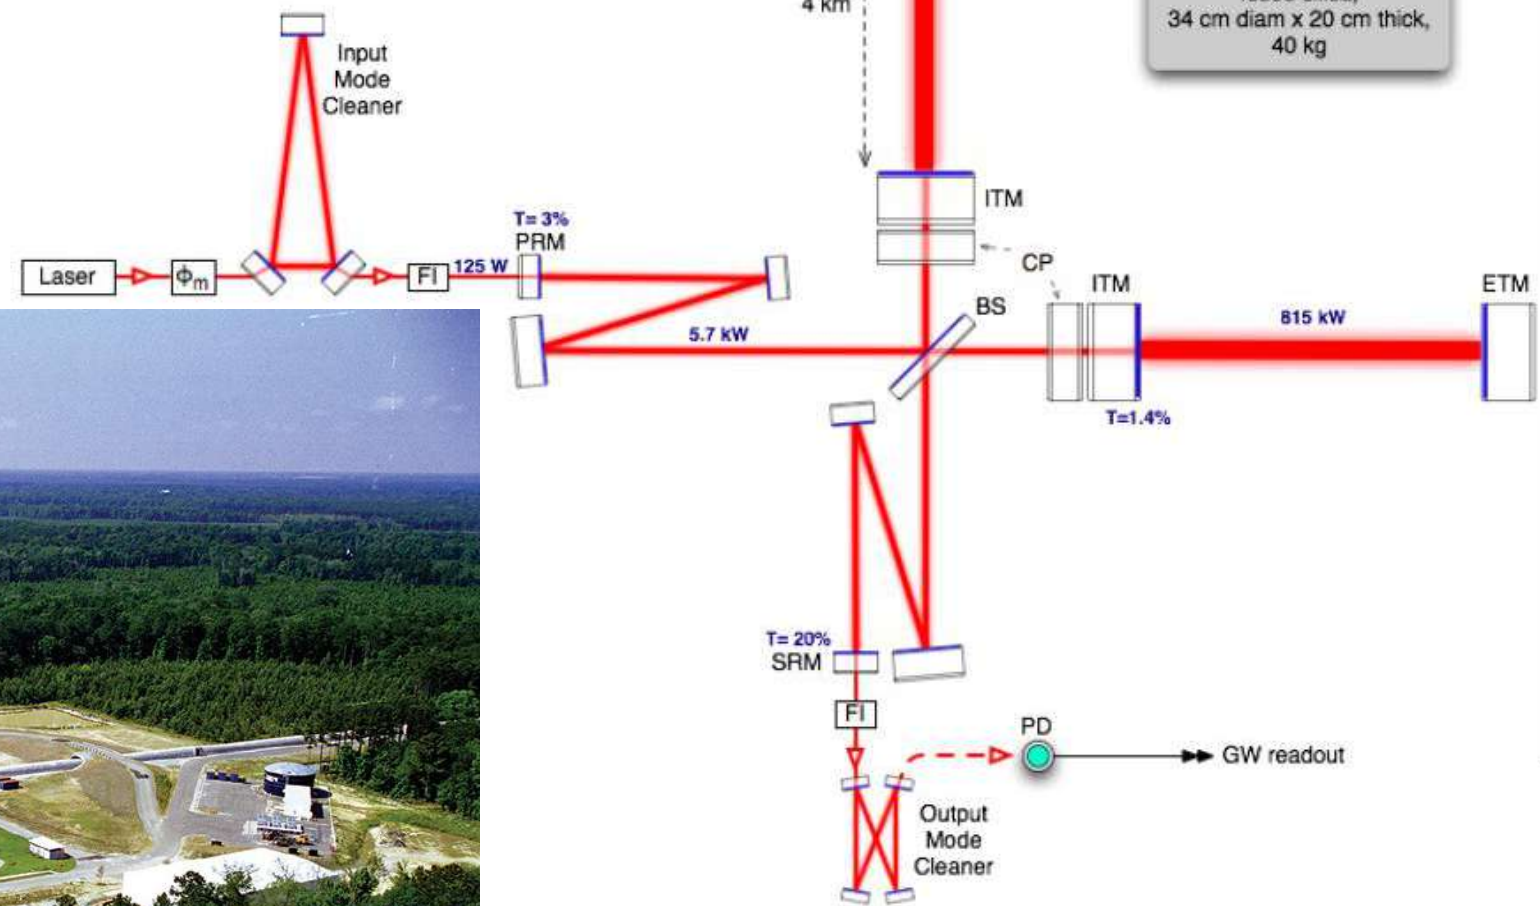 4 km
34 cm diam x 20 cm thick,
40 kg
Input
Mode
Cleaner
ITM
T= 3%
PRM
Laser
ϕm
FI
125 W
CP
ITM
ETM
BS
5.7 kW
815 kW
T=1.4%
T= 20%
SRM
FI
PD
GW readout
Output
Mode
Cleaner